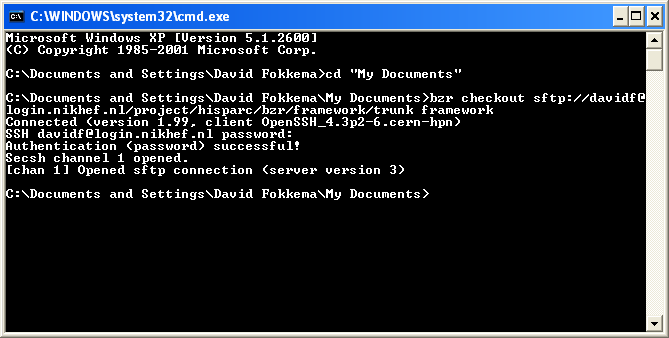 C:\WINDOWS\system32\cmd.exe
Microsoft Windows XP [Version 5.1.2600]
(C) Copyright 1985-2001 Microsoft Corp.
C:\Documents and Settings\David Fokkema>cd "My Documents"
C:\Documents and Settings\David Fokkema\My Documents>bzr checkout sftp://davidf@
login.nikhef.nl/project/hisparc/bzr/framework/trunk framework
Connected (version 1.99, client OpenSSH_4.3p2-6.cern-hpn)
SSH davidf@login.nikhef.nl password:
Authentication (password) successful!
Secsh channel 1 opened.
[chan 1] Opened sftp connection (server version 3)
C:\Documents and Settings\David Fokkema\My Documents>